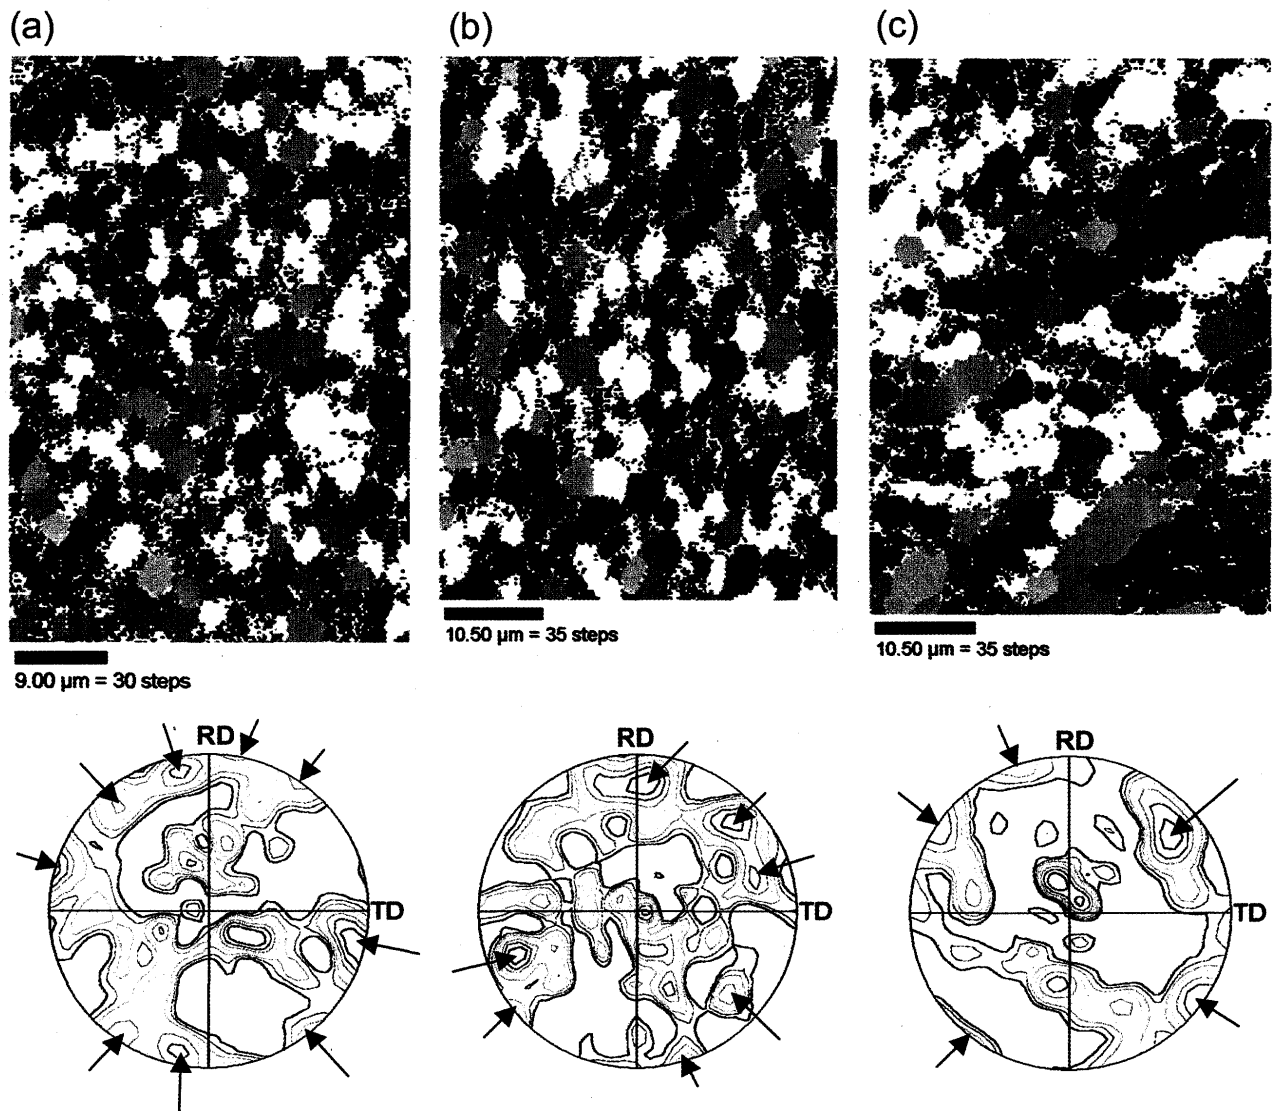 (a)
(b)
(c)
9.00 µm = 30 steps
10.50 µm = 35 steps
10.50 µm = 35 steps
RD
TD
RD
TD
RD
TD